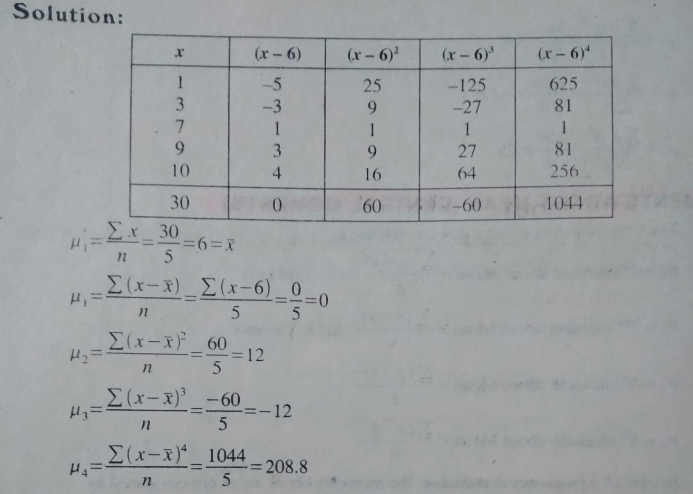 Solution:
x (x – 6) (x – 6)² (x – 6)³ (x – 6)⁴
1 –5 25 –125 625
3 –3 9 –27 81
7 1 1 1 1
9 3 9 27 81
10 4 16 64 256
30 0 60 –60 1044
μ₁′ = ∑x/n = 30/5 = 6 = x̄
μ₁ = ∑(x–x̄)/n = ∑(x–6)/5 = 0/5 = 0
μ₂ = ∑(x–x̄)²/n = 60/5 = 12
μ₃ = ∑(x–x̄)³/n = –60/5 = –12
μ₄ = ∑(x–x̄)⁴/n = 1044/5 = 208.8